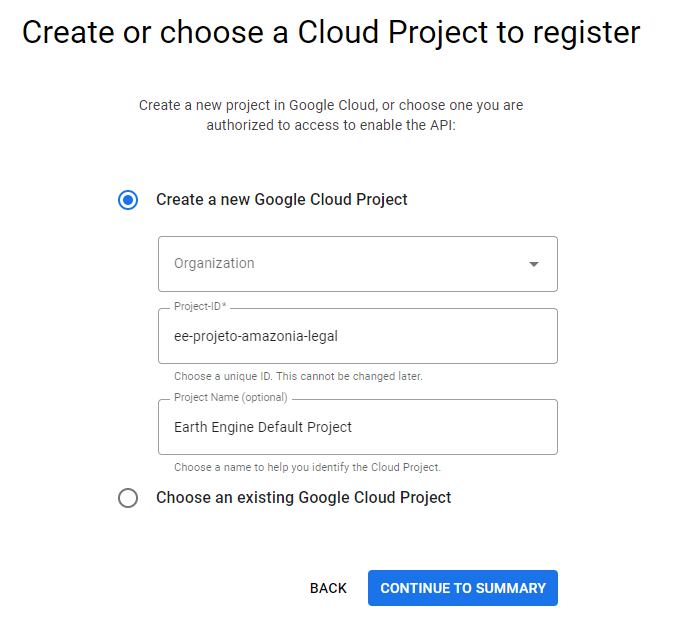 Create or choose a Cloud Project to register
Create a new project in Google Cloud, or choose one you are
authorized to access to enable the API:
Create a new Google Cloud Project
Organization
Project-ID*
ee-projeto-amazonia-legal
Choose a unique ID. This cannot be changed later.
Project Name (optional)
Earth Engine Default Project
Choose a name to help you identify the Cloud Project.
Choose an existing Google Cloud Project
BACK
CONTINUE TO SUMMARY